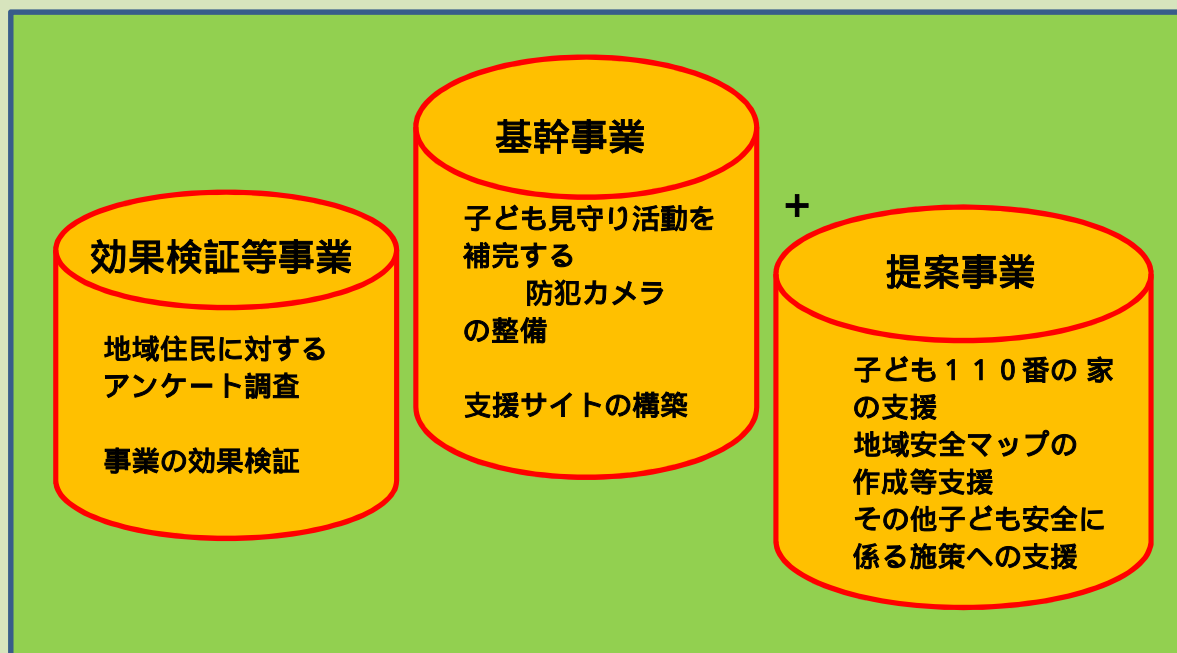 効果検証等事業
地域住民に対する
アンケート調査
事業の効果検証
基幹事業
子ども見守り活動を
補完する
防犯カメラ
の整備
支援サイトの構築
+
提案事業
子ども110番の 家
の支援
地域安全マップの
作成等支援
その他子ども安全に
係る施策への支援